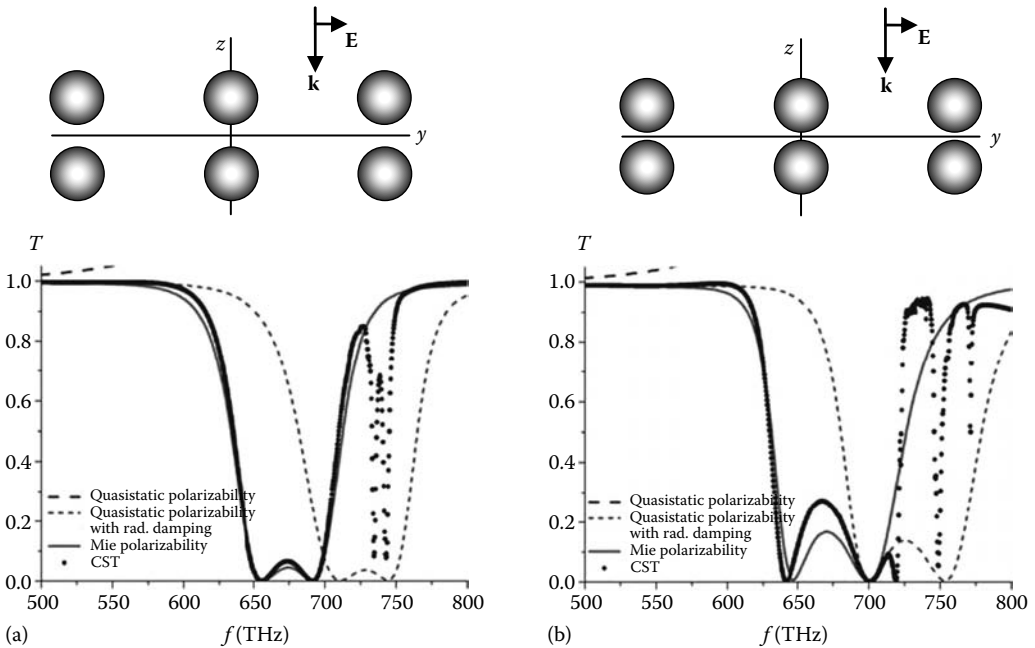 z
E
k
y
T
1.0
0.8
0.6
0.4
0.2
0.0
Quasistatic polarizability
Quasistatic polarizability
with rad. damping
Mie polarizability
CST
500
550
600
650
700
750
800
(a)
f (THz)
z
E
k
y
T
1.0
0.8
0.6
0.4
0.2
0.0
Quasistatic polarizability
Quasistatic polarizability
with rad. damping
Mie polarizability
CST
500
550
600
650
700
750
800
(b)
f (THz)